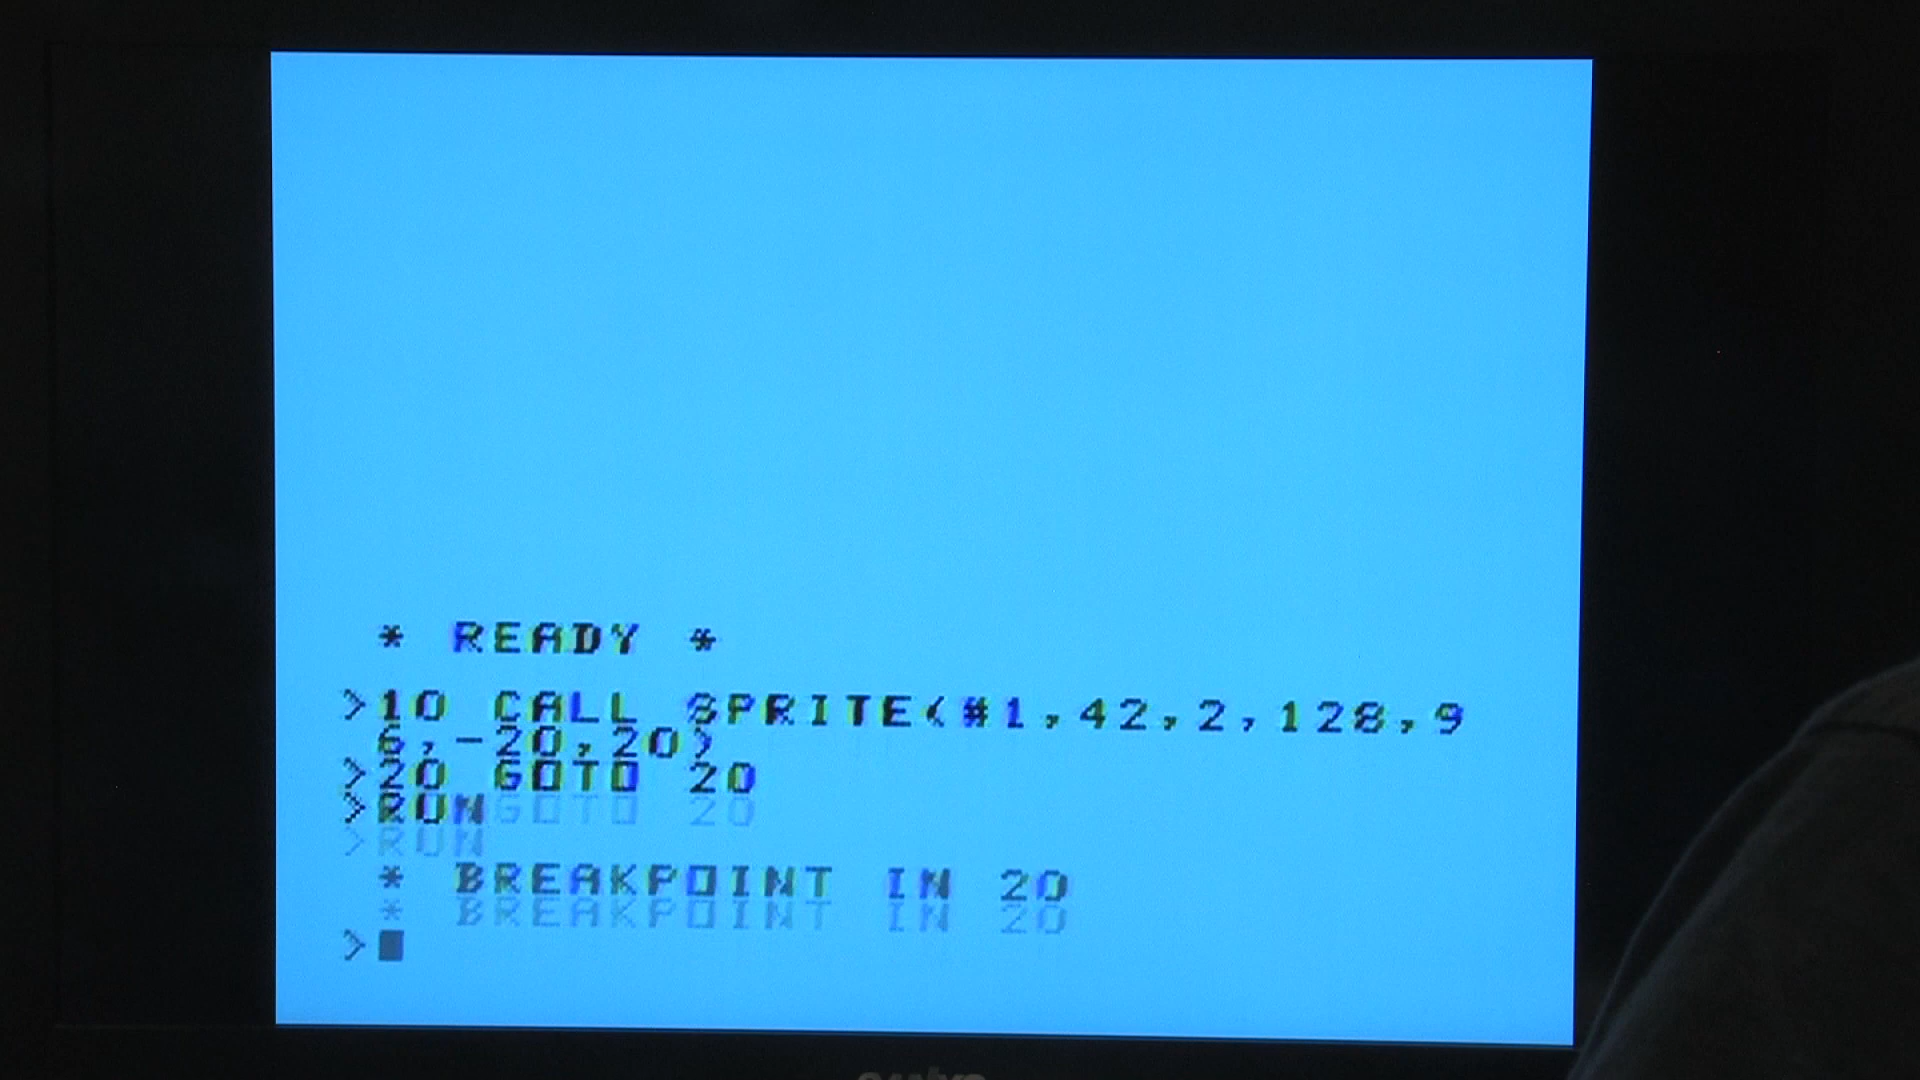 * READY *
>10 CALL SPRITE(#1,42,2,128,9
6,-20,20)
>20 GOTO 20
>RUN
* BREAKPOINT IN 20
>